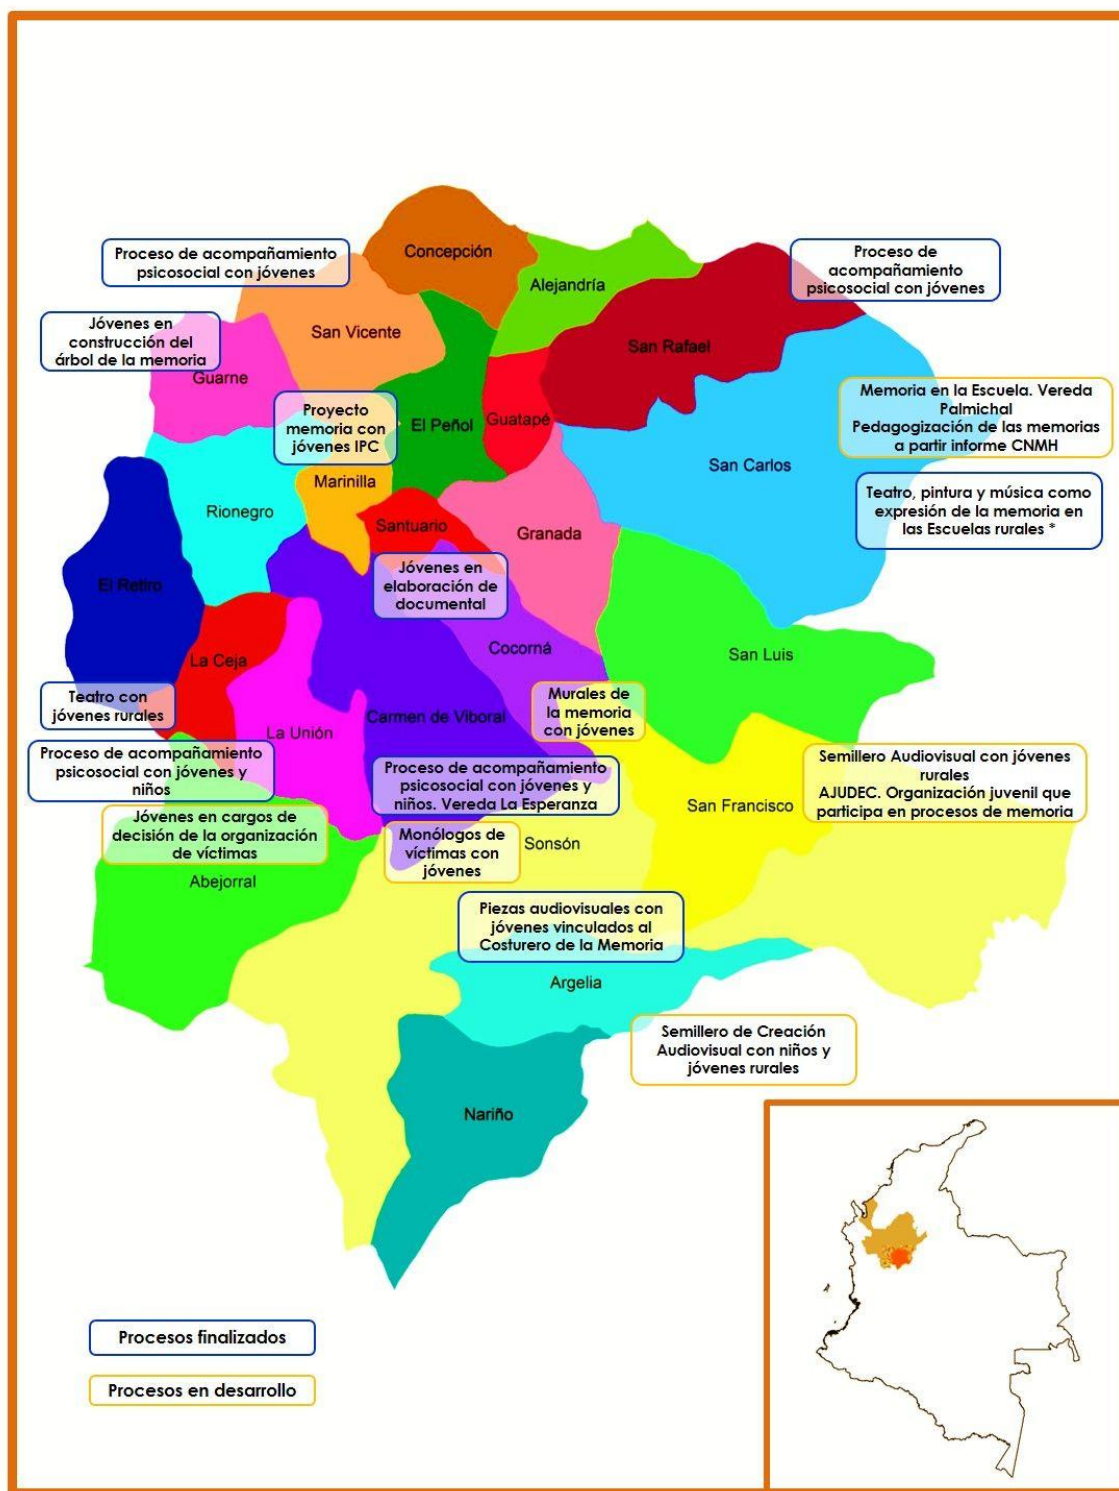 Concepción
Proceso de acompañamiento
psicosocial con jóvenes
Alejandría
Proceso de
acompañamiento
psicosocial con jóvenes
Jóvenes en
construcción del
árbol de la memoria
San Vicente
San Rafael
Guarne
Proyecto
memoria con
jóvenes IPC
El Peñol
Guatapé
Memoria en la Escuela. Vereda
Palmichal
Pedagogización de las memorias
a partir informe CNMH
San Carlos
Marinilla
Rionegro
Santuario
Granada
Teatro, pintura y música como
expresión de la memoria en
las Escuelas rurales *
El Retiro
Jóvenes en
elaboración de
documental
Cocorná
San Luis
La Ceja
Teatro con
jóvenes rurales
Murales de
la memoria
con jóvenes
Carmen de Viboral
La Unión
Proceso de acompañamiento
psicosocial con jóvenes y
niños
Proceso de acompañamiento
psicosocial con jóvenes y
niños. Vereda La Esperanza
San Francisco
Semillero Audiovisual con jóvenes
rurales
AJUDEC. Organización juvenil que
participa en procesos de memoria
Jóvenes en cargos de
decisión de la organización
de víctimas
Monólogos de
víctimas con
jóvenes
Sonsón
Abejorral
Piezas audiovisuales con
jóvenes vinculados al
Costurero de la Memoria
Argelia
Semillero de Creación
Audiovisual con niños y
jóvenes rurales
Nariño
Procesos finalizados
Procesos en desarrollo